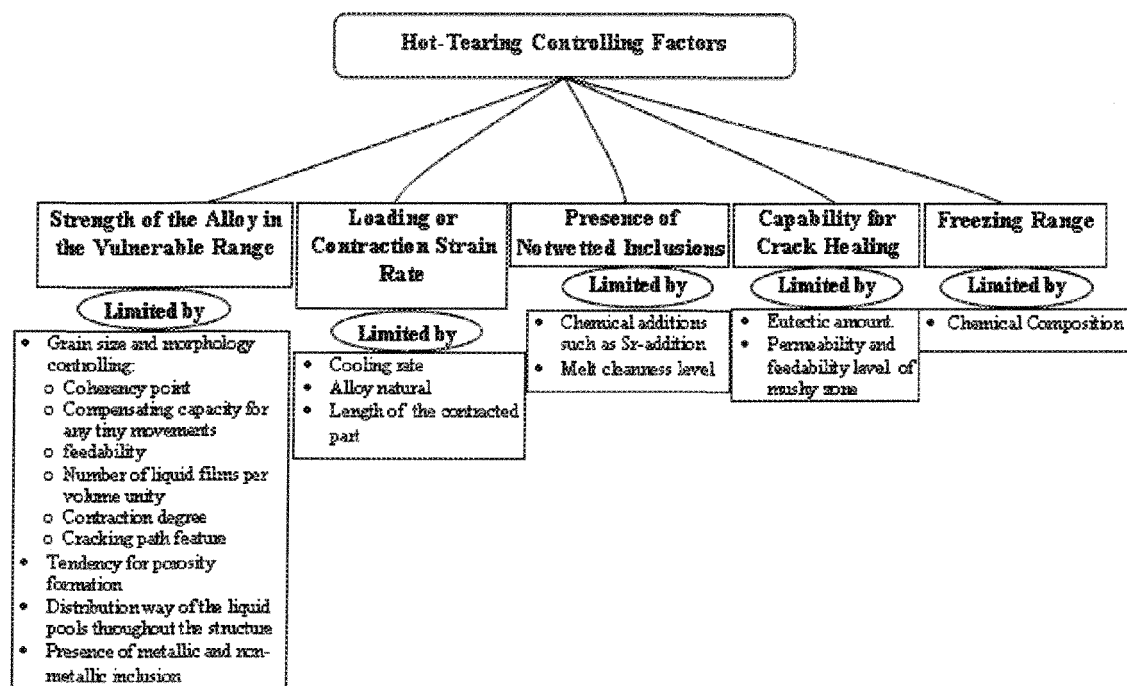 Hot-Tearing Controlling Factors
Strength of the Alloy in
the Vulnerable Range
Limited by
• Grain size and morphology
controlling:
o Coherency point
o Compensating capacity for
any tiny movements
o feedability
o Number of liquid films per
volume unity
o Contraction degree
o Cracking path feature
• Tendency for porosity
formation
• Distribution way of the liquid
pools throughout the structure
• Presence of metallic and non-
metallic inclusion
Loading or
Contraction Strain
Rate
Limited by
• Cooling rate
• Alloy natural
• Length of the contracted
part
Presence of
Notwetted Inclusions
Limited by
• Chemical additions
such as Sr-addition
• Melt cleanness level
Capability for
Crack Healing
Limited by
• Eutectic amount.
• Permeability and
feedability level of
mushy zone
Freezing Range
Limited by
• Chemical Composition